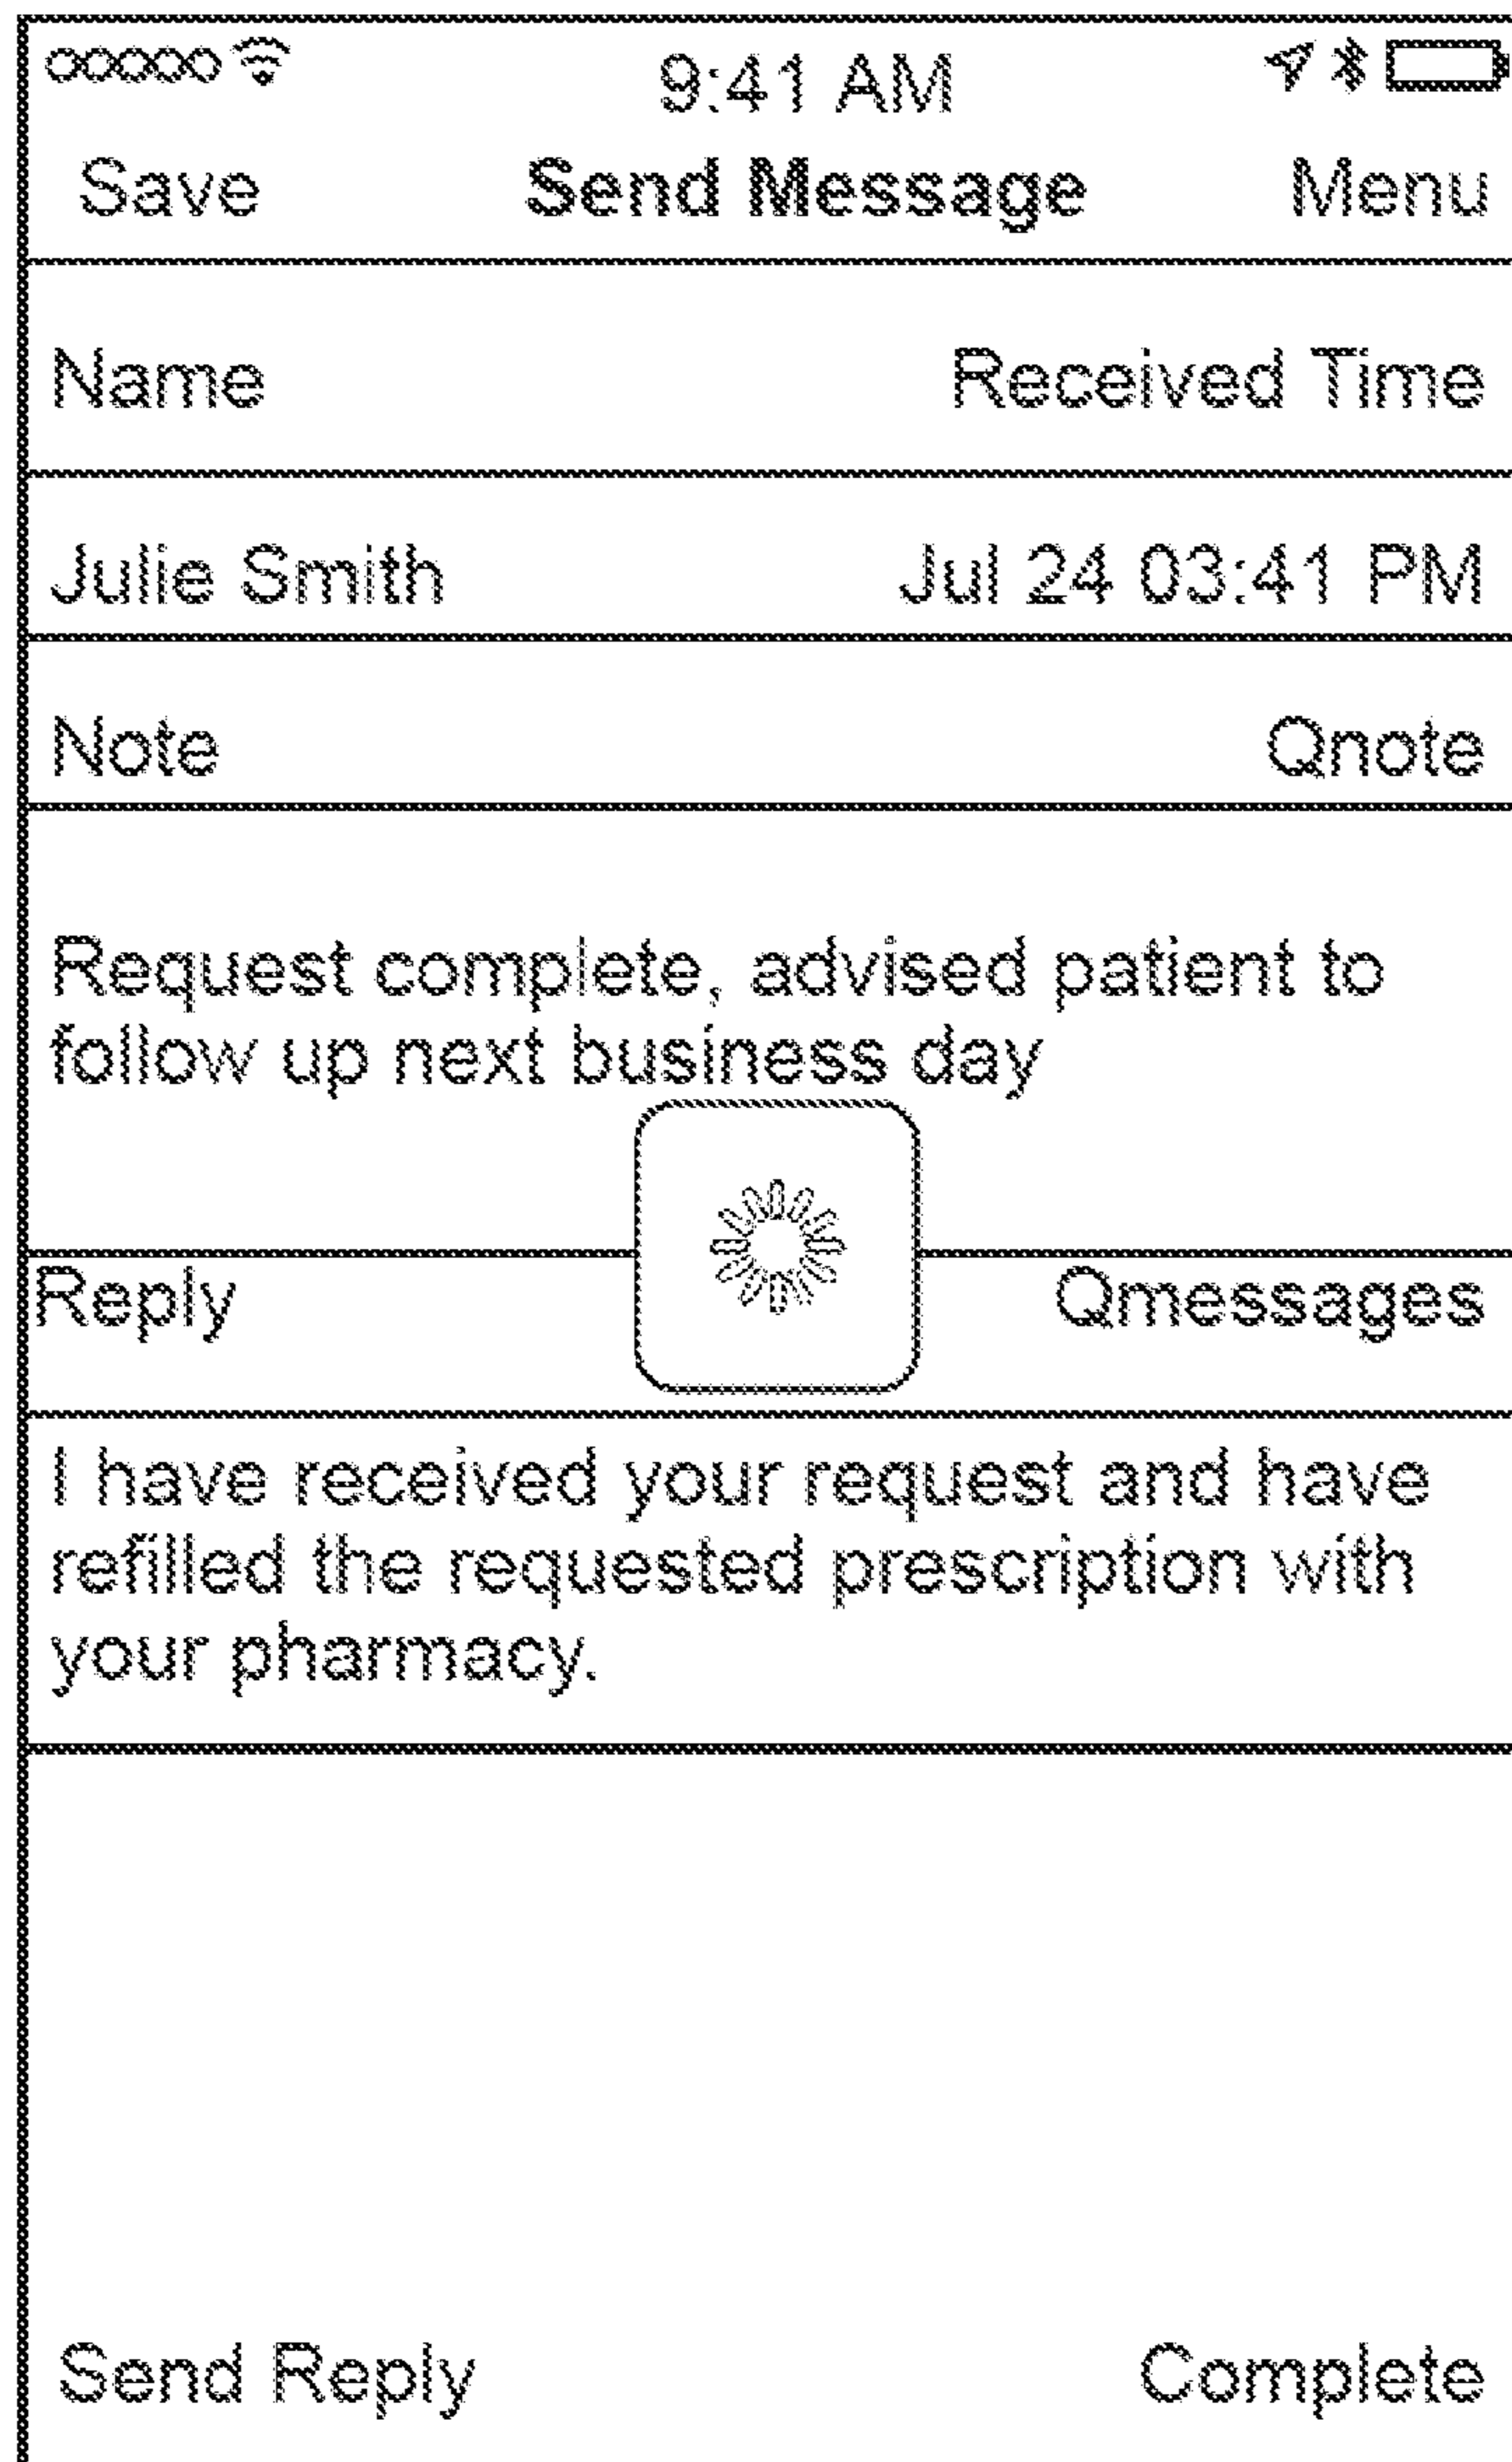 9:41 AM
Save Send Message Menu
Name Received Time
Julie Smith Jul 24 03:41 PM
Note Qnote
Request complete, advised patient to
follow up next business day
Reply Qmessages
I have received your request and have
refilled the requested prescription with
your pharmacy.
Send Reply Complete